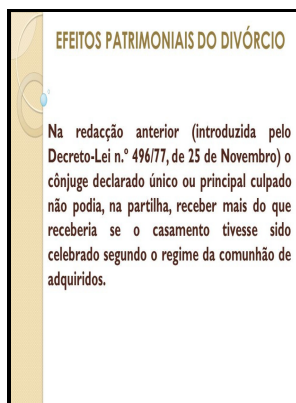 EFEITOS PATRIMONIAIS DO DIVÓRCIO
Na redacção anterior (introduzida pelo
Decreto-Lei n.º 496/77, de 25 de Novembro) o
cônjuge declarado único ou principal culpado
não podia, na partilha, receber mais do que
receberia se o casamento tivesse sido
celebrado segundo o regime da comunhão de
adquiridos.